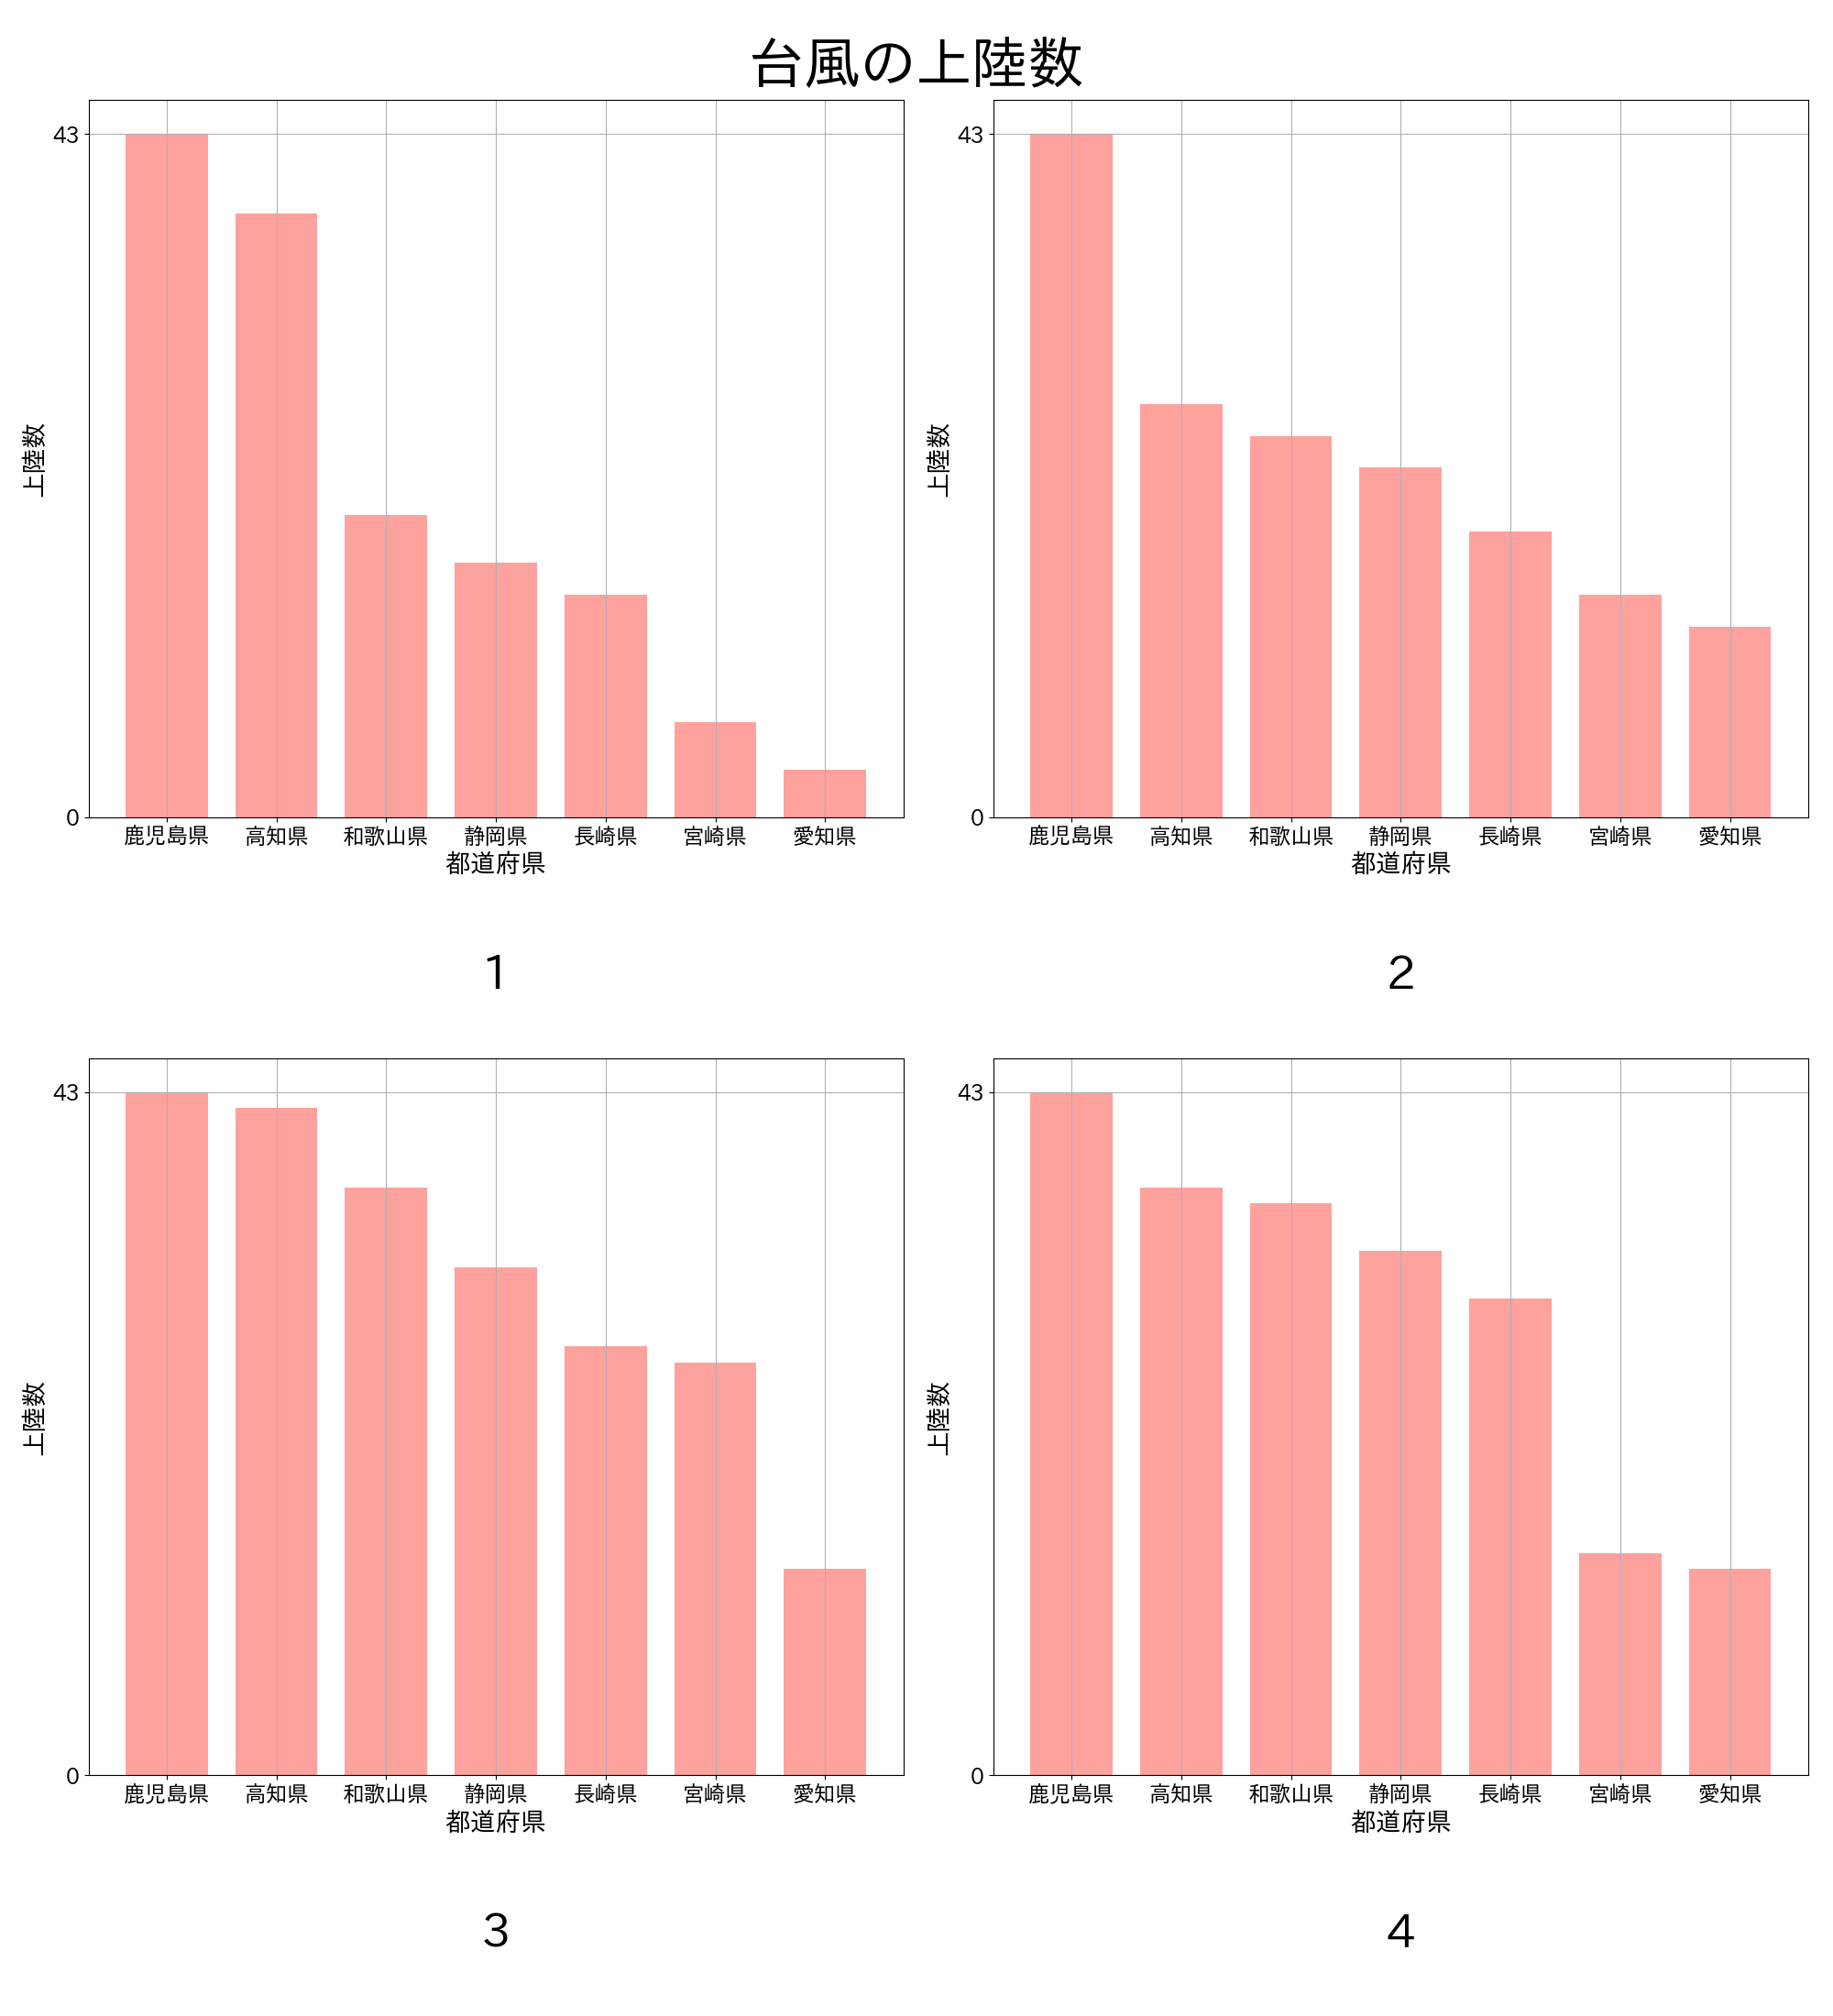 台風の上陸数
43
0
上陸数
鹿児島県 高知県 和歌山県 静岡県 長崎県 宮崎県 愛知県
都道府県
1
43
0
上陸数
鹿児島県 高知県 和歌山県 静岡県 長崎県 宮崎県 愛知県
都道府県
2
43
0
上陸数
鹿児島県 高知県 和歌山県 静岡県 長崎県 宮崎県 愛知県
都道府県
3
43
0
上陸数
鹿児島県 高知県 和歌山県 静岡県 長崎県 宮崎県 愛知県
都道府県
4